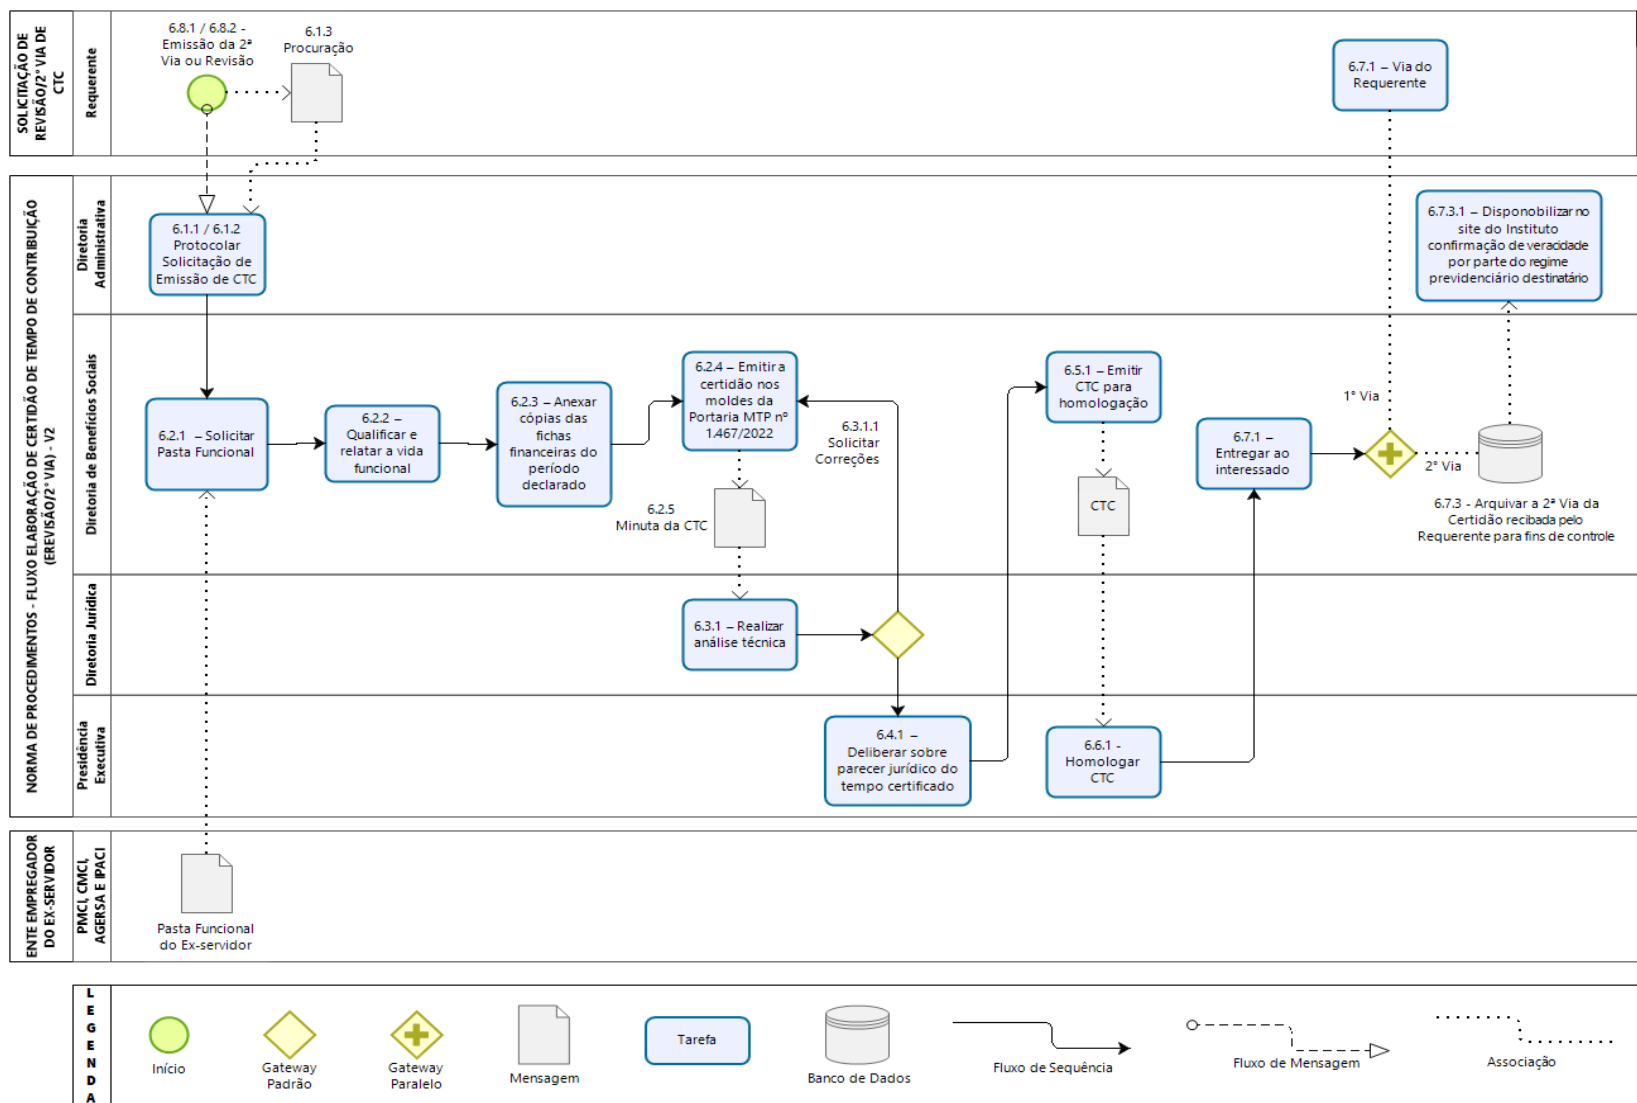 SOLICITAÇÃO DE
REVISÃO/2ª VIA DE
CTC
Requerente
6.8.1 / 6.8.2 -
Emissão da 2ª
Via ou Revisão
6.1.3
Procuração
6.7.1 – Via do
Requerente
NORMA DE PROCEDIMENTOS - FLUXO ELABORAÇÃO DE CERTIDÃO DE TEMPO DE CONTRIBUIÇÃO
(EREVISÃO/2ª VIA) - V2
Diretoria
Administrativa
6.1.1 / 6.1.2
Protocolar
Solicitação de
Emissão de CTC
6.7.3.1 – Disponobilizar no
site do Instituto
confirmação de veracidade
por parte do regime
previdenciário destinatário
Diretoria de Benefícios Sociais
6.2.1 – Solicitar
Pasta Funcional
6.2.2 –
Qualificar e
relatar a vida
funcional
6.2.3 – Anexar
cópias das
fichas
financeiras do
período
declarado
6.2.4 – Emitir a
certidão nos
moldes da
Portaria MTP nº
1.467/2022
6.2.5
Minuta da CTC
6.3.1.1
Solicitar
Correções
6.5.1 – Emitir
CTC para
homologação
CTC
6.7.1 –
Entregar ao
interessado
1° Via
2° Via
6.7.3 - Arquivar a 2ª Via da
Certidão recibada pelo
Requerente para fins de controle
Diretoria Jurídica
6.3.1 – Realizar
análise técnica
Presidência
Executiva
6.4.1 –
Deliberar sobre
parecer jurídico do
tempo certificado
6.6.1 -
Homologar
CTC
ENTE EMPREGADOR
DO EX-SERVIDOR
PMCI, CMCI,
AGERSA E IPACI
Pasta Funcional
do Ex-servidor
LEGENDA
Início
Gateway
Padrão
Gateway
Paralelo
Mensagem
Tarefa
Banco de Dados
Fluxo de Sequência
Fluxo de Mensagem
Associação